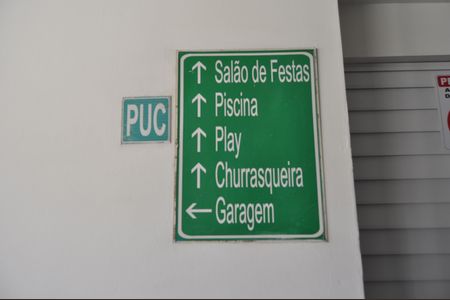 PUC
↑ Salão de Festas
↑ Piscina
↑ Play
↑ Churrasqueira
← Garagem